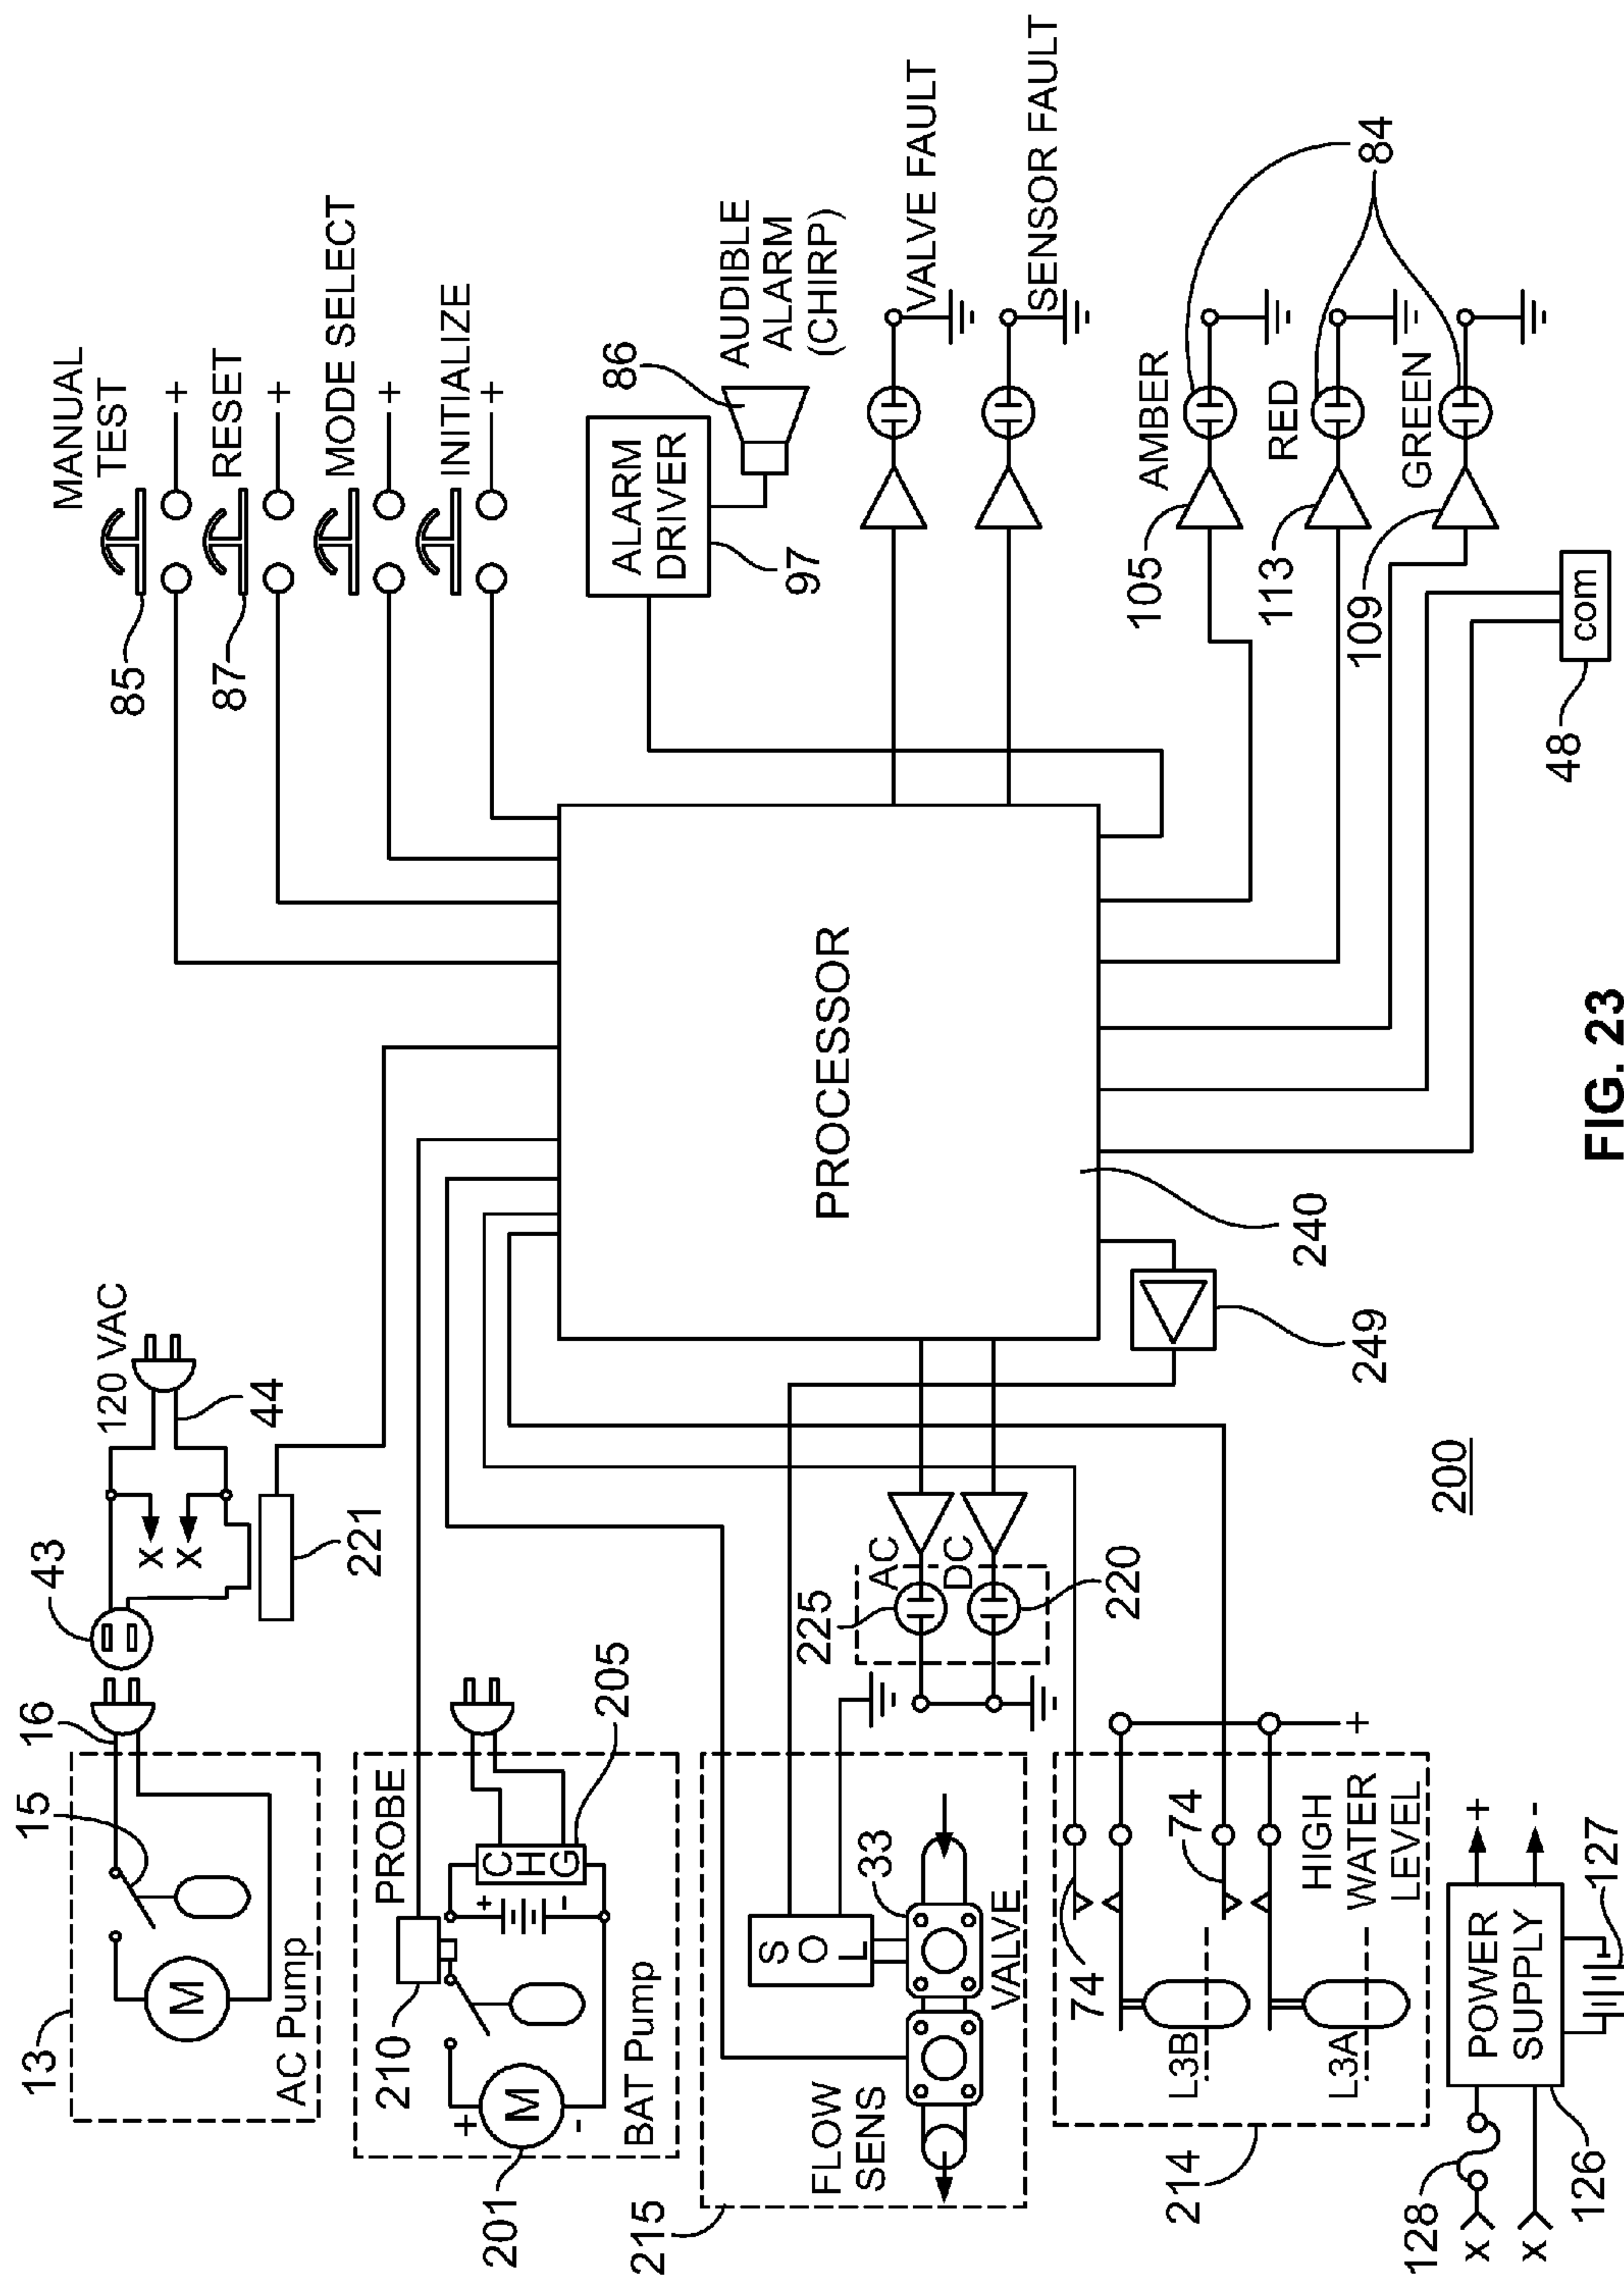 13
15
16
43
120 VAC
44
X
X
221
M
AC Pump
MANUAL
TEST
+
85
RESET
+
87
MODE SELECT
+
INITIALIZE
+
PROBE
210
+
M
-
201
+
-
CHG
205
BAT Pump
ALARM
DRIVER
97
86
AUDIBLE
ALARM
(CHIRP)
PROCESSOR
240
VALVE FAULT
SENSOR FAULT
215
FLOW
SENS
SOL
33
VALVE
225
AC
DC
220
249
AMBER
105
RED
113
GREEN
109
84
com
48
214
74
74
L3B
L3A
HIGH
WATER
LEVEL
+
128
X
X
126
POWER
SUPPLY
+
-
127
200
FIG. 23